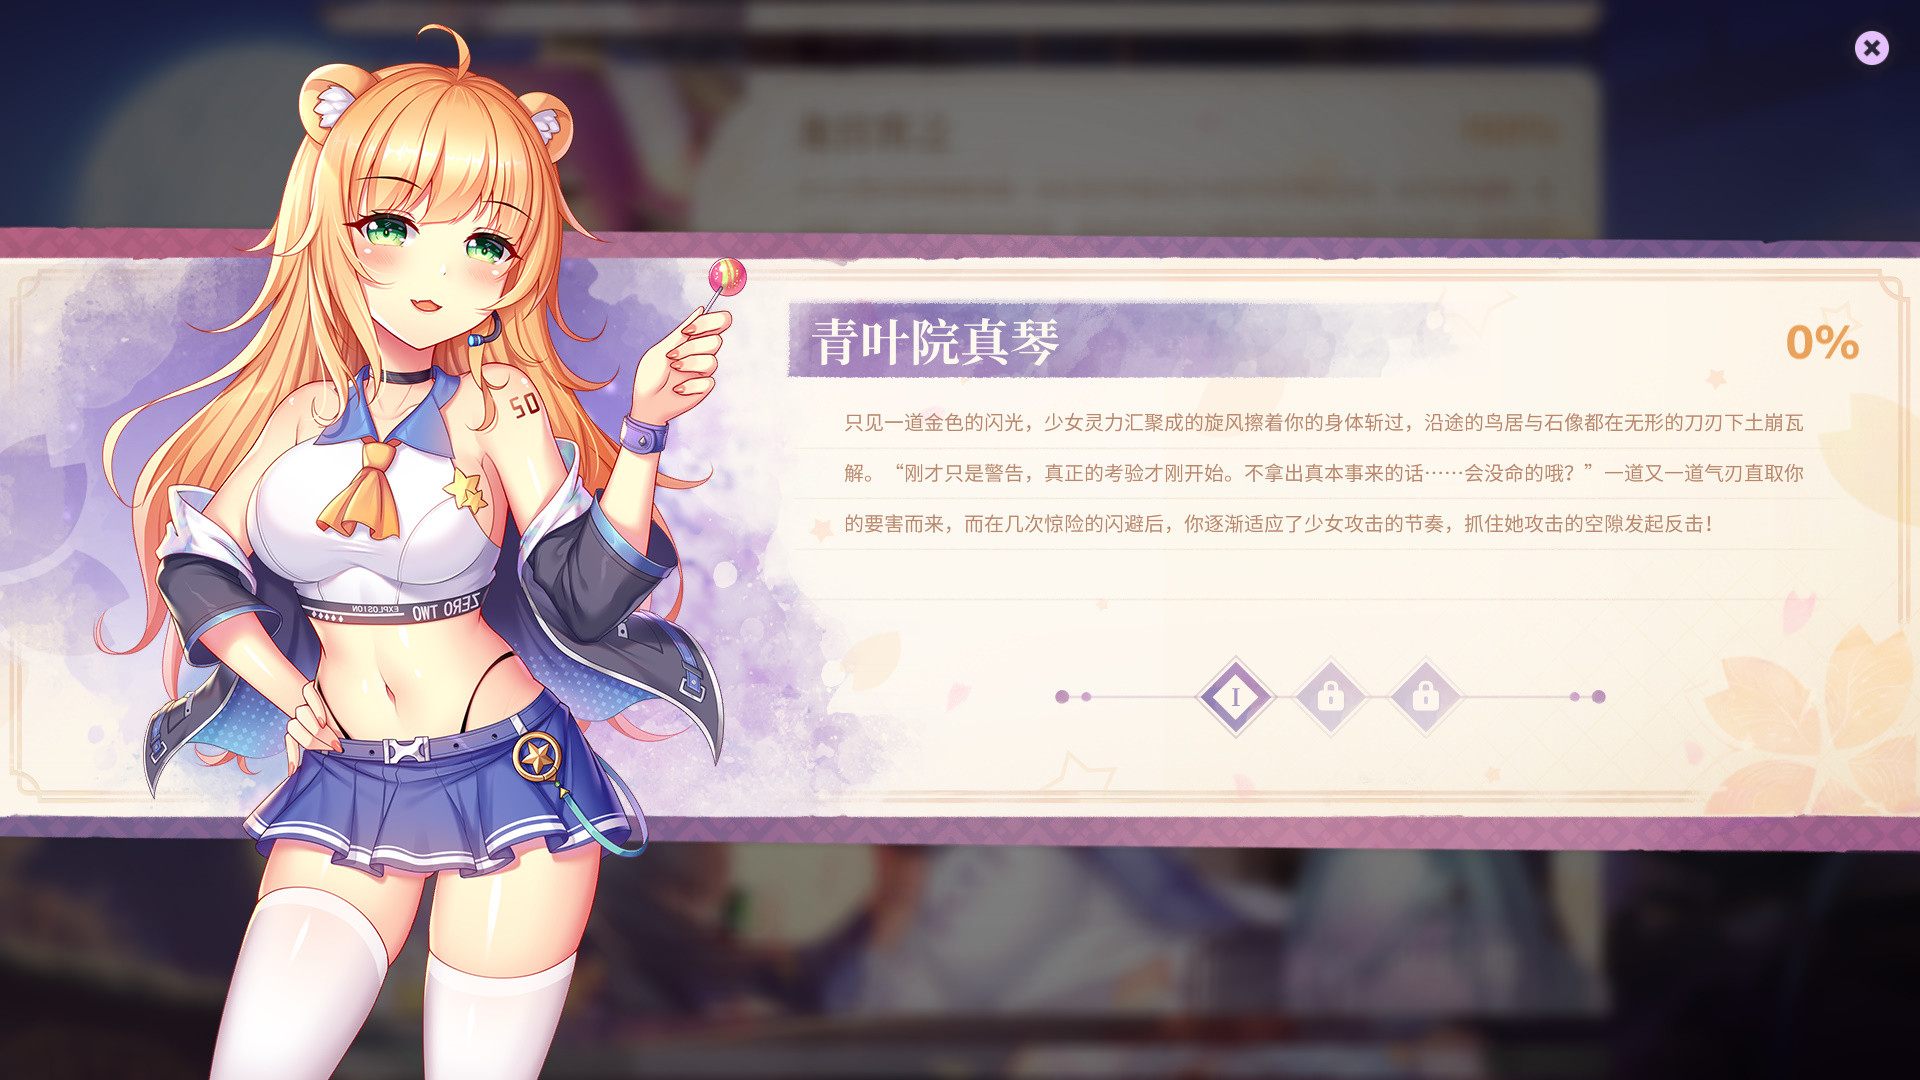 青叶院真琴
0%
只见一道金色的闪光，少女灵力汇聚成的旋风擦着你的身体斩过，沿途的鸟居与石像都在无形的刀刃下土崩瓦
解。“刚才只是警告，真正的考验才刚开始。不拿出真本事来的话……会没命的哦？”一道又一道气刃直取你
的要害而来，而在几次惊险的闪避后，你逐渐适应了少女攻击的节奏，抓住她攻击的空隙发起反击！
I
50
EXPLOSION
ZERO TWO